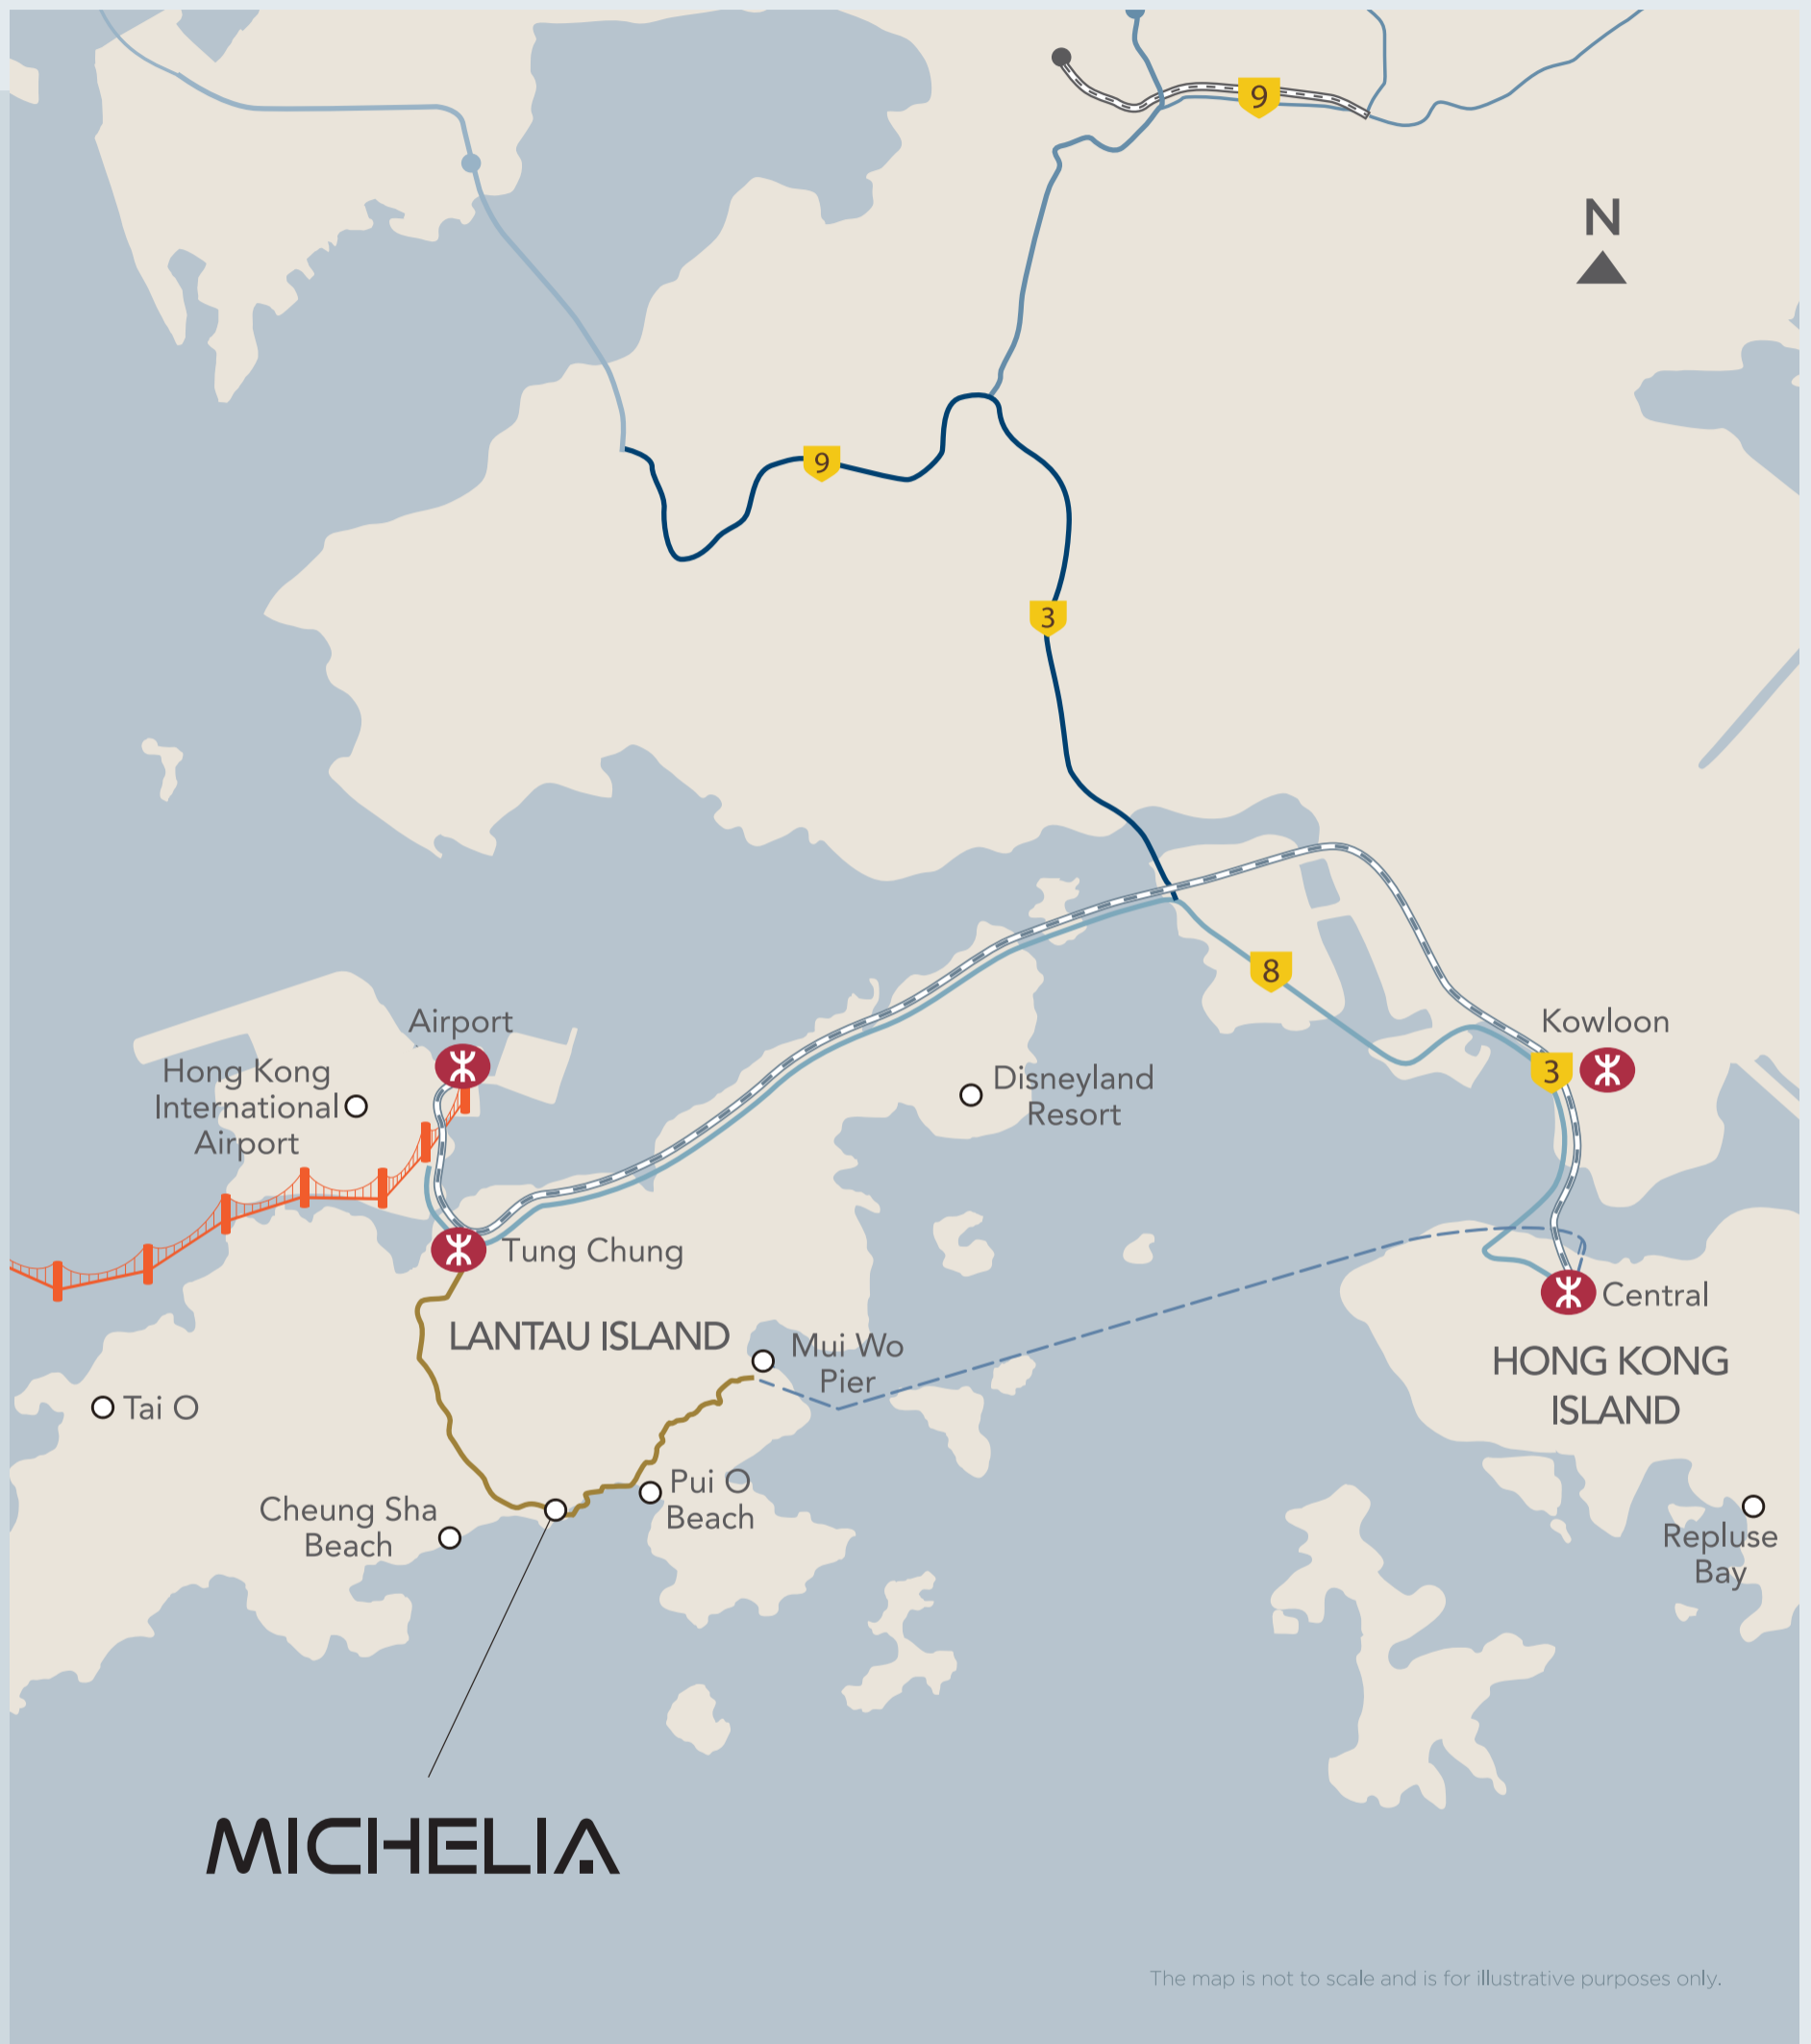 9
N
9
3
8
Airport
Kowloon
Hong Kong
International
Airport
3
Disneyland
Resort
Tung Chung
Central
LANTAU ISLAND
Mui Wo
Pier
HONG KONG
ISLAND
Tai O
Pui O
Beach
Cheung Sha
Beach
Repluse
Bay
MICHELIA
The map is not to scale and is for illustrative purposes only.